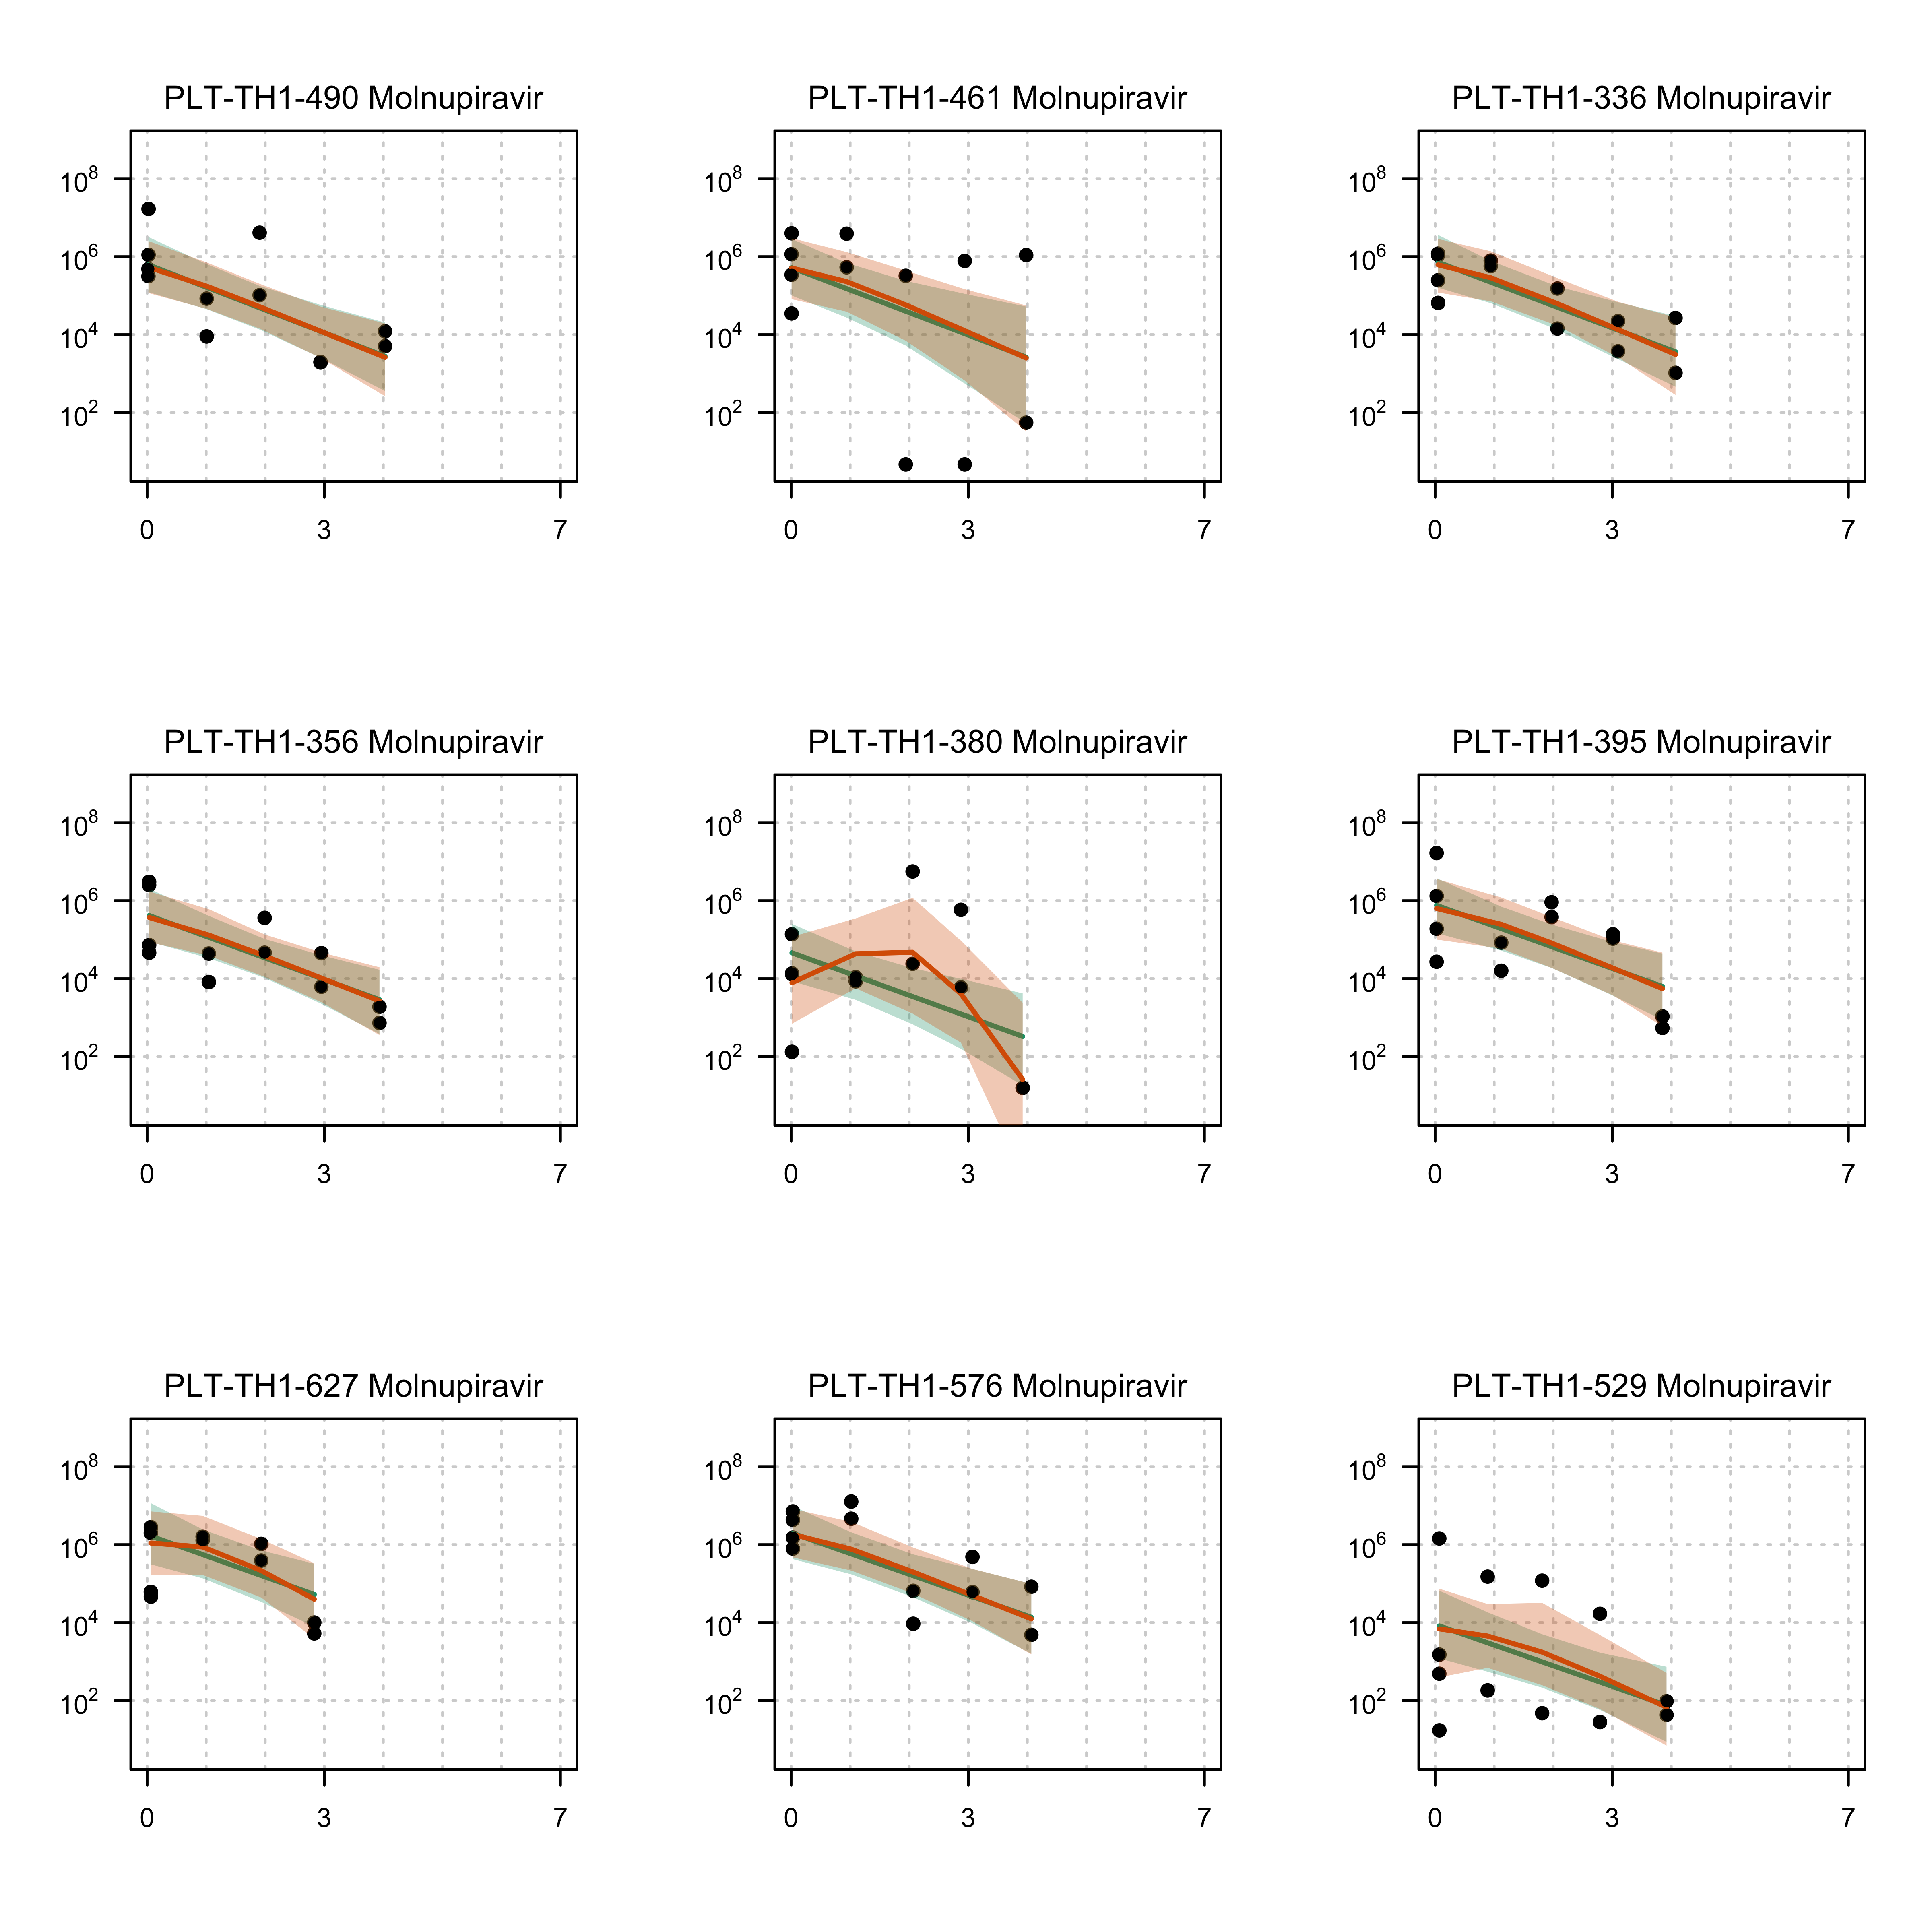 PLT-TH1-490 Molnupiravir
10^8
10^6
10^4
10^2
0 3 7
PLT-TH1-461 Molnupiravir
10^8
10^6
10^4
10^2
0 3 7
PLT-TH1-336 Molnupiravir
10^8
10^6
10^4
10^2
0 3 7
PLT-TH1-356 Molnupiravir
10^8
10^6
10^4
10^2
0 3 7
PLT-TH1-380 Molnupiravir
10^8
10^6
10^4
10^2
0 3 7
PLT-TH1-395 Molnupiravir
10^8
10^6
10^4
10^2
0 3 7
PLT-TH1-627 Molnupiravir
10^8
10^6
10^4
10^2
0 3 7
PLT-TH1-576 Molnupiravir
10^8
10^6
10^4
10^2
0 3 7
PLT-TH1-529 Molnupiravir
10^8
10^6
10^4
10^2
0 3 7